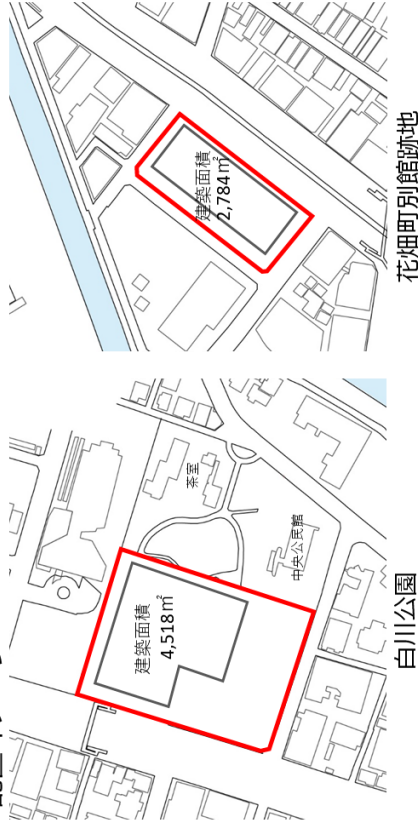 花畑町別館跡地
建築面積
2,784㎡
白川公園
建築面積
4,518㎡
茶室
中央公民館